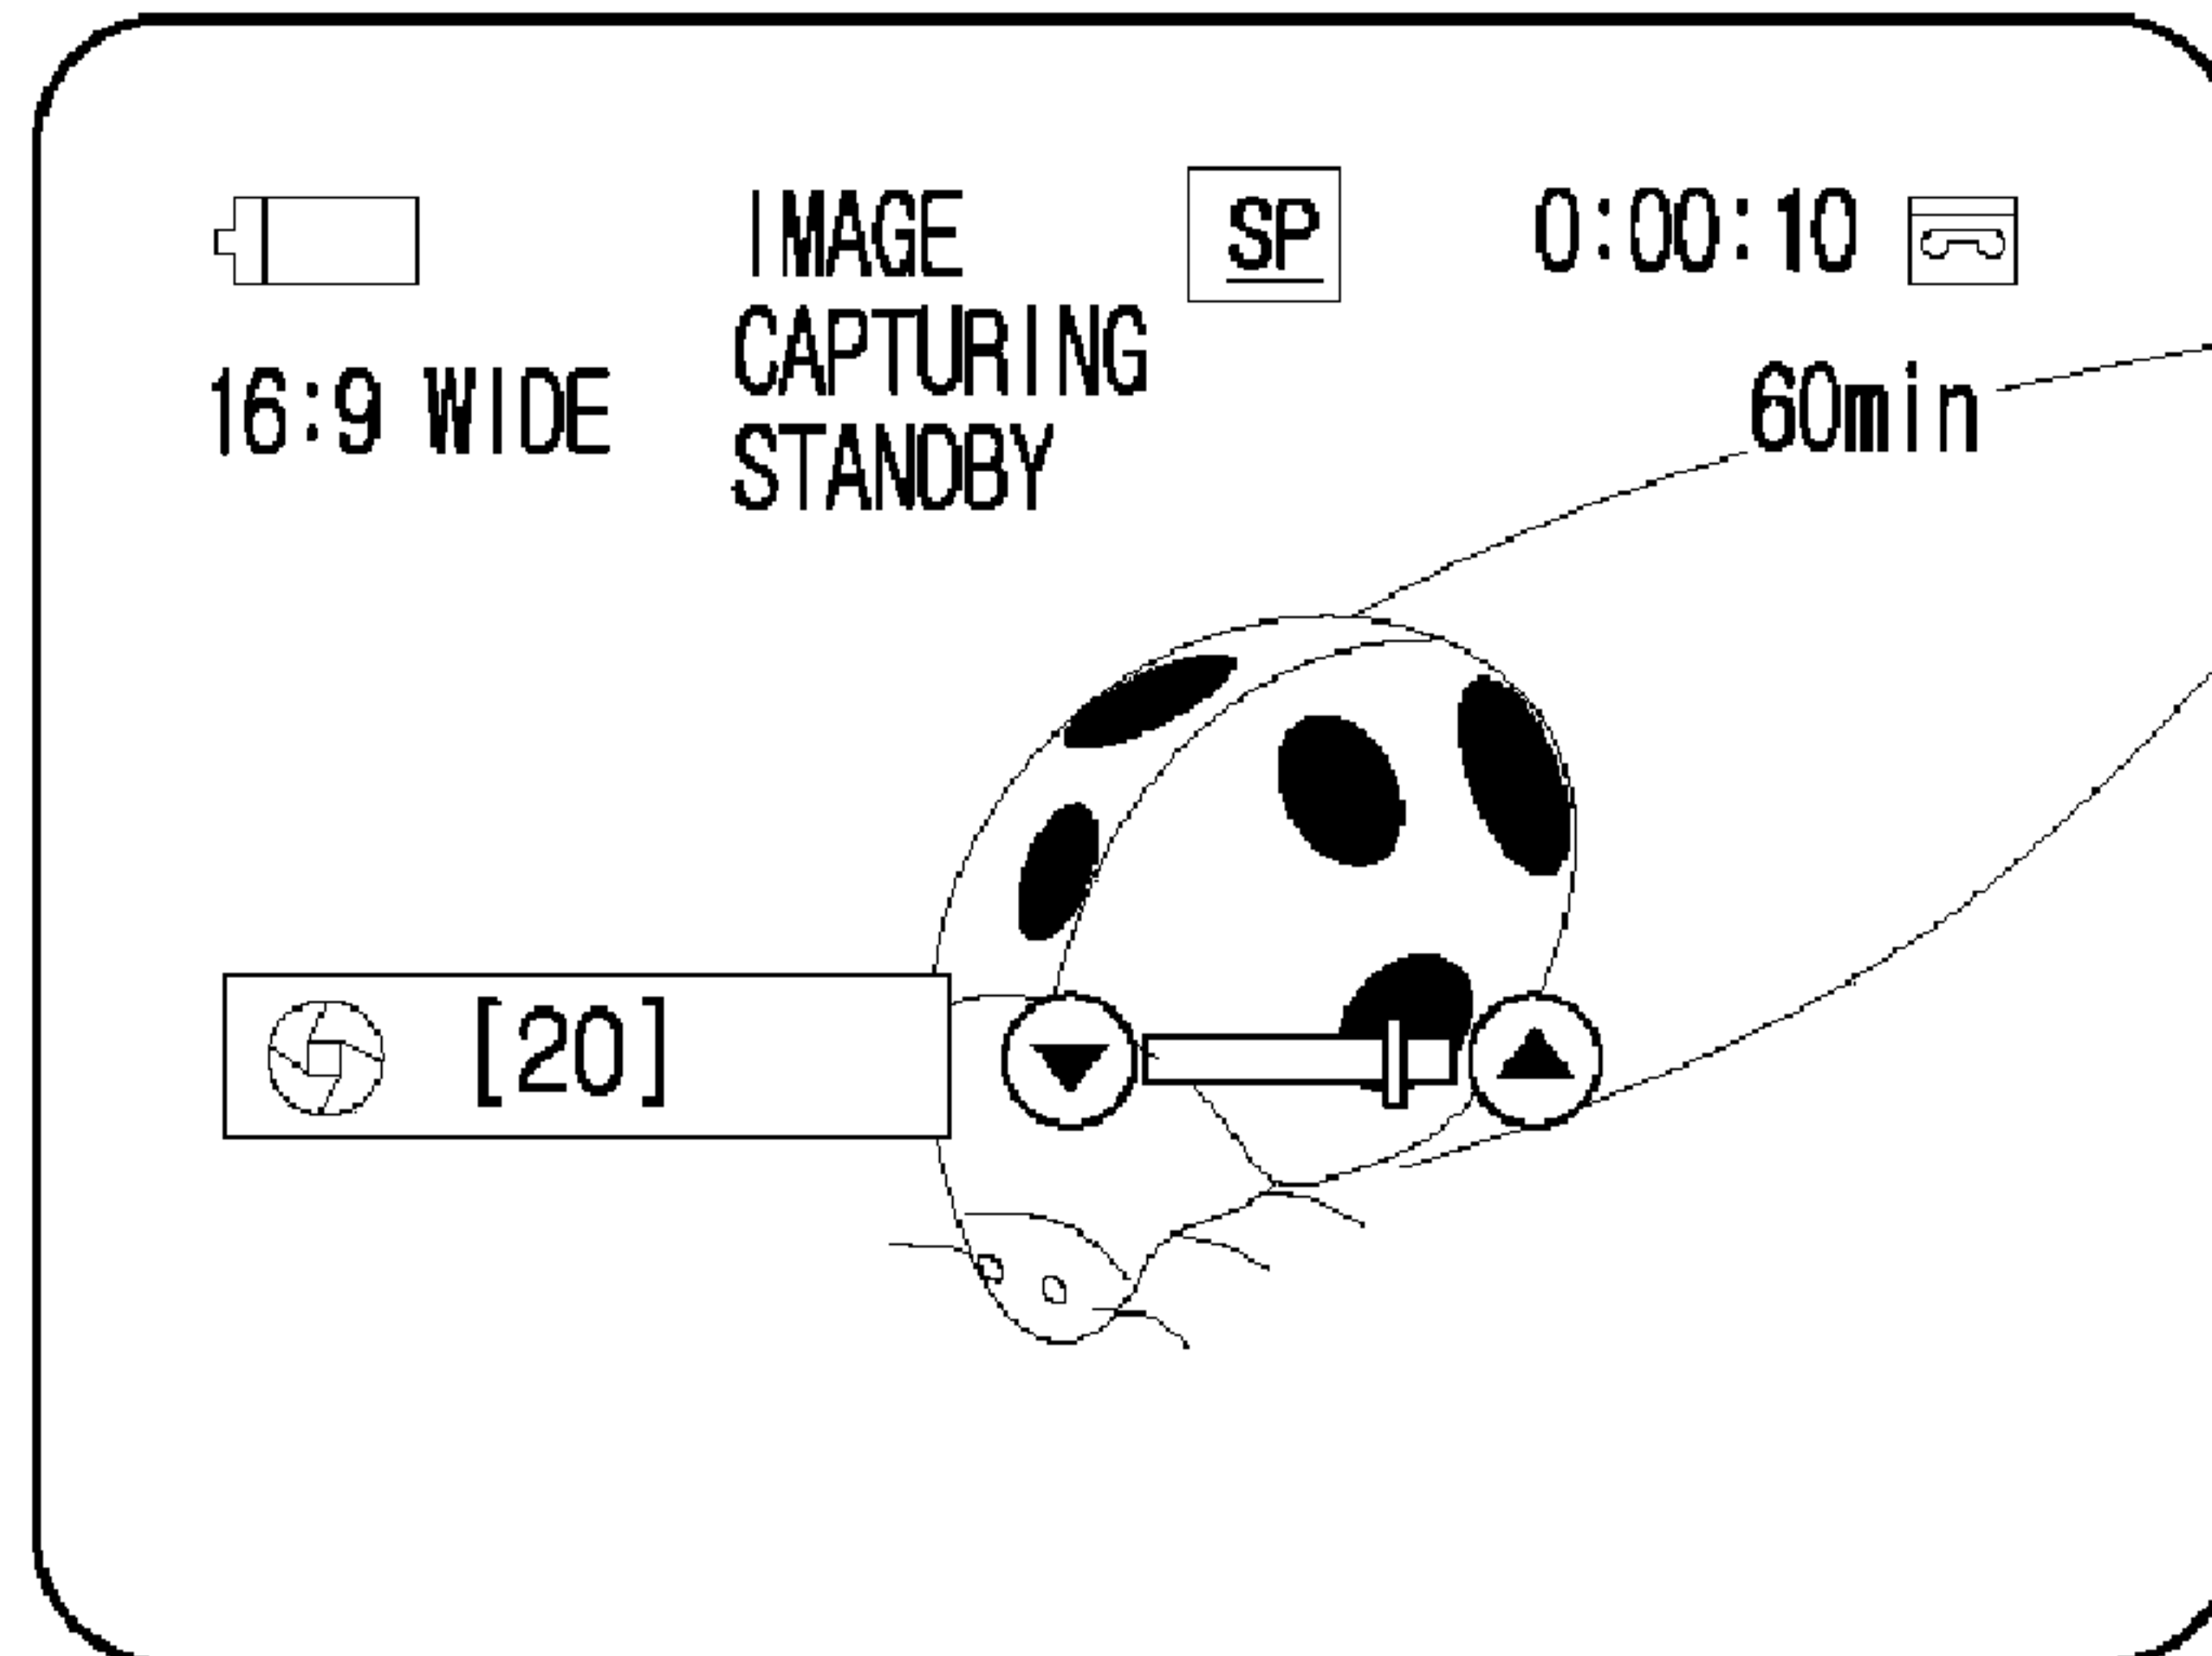 IMAGE
CAPTURING
STANDBY
SP
0:00:10
16:9 WIDE
60min
[20]